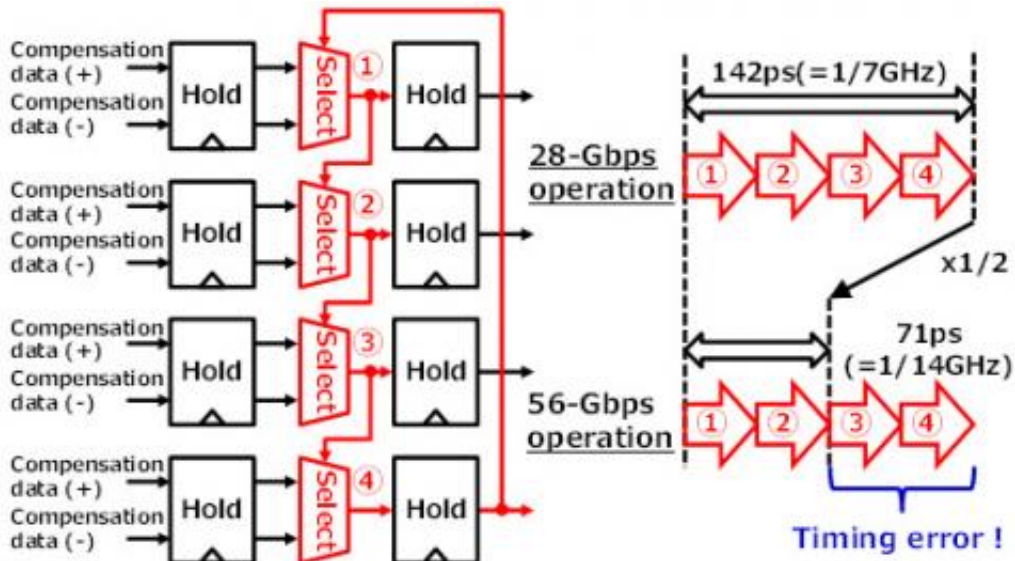 Compensation
data (+)
Compensation
data (-)
Hold
Select
①
Hold
Compensation
data (+)
Compensation
data (-)
Hold
Select
②
Hold
Compensation
data (+)
Compensation
data (-)
Hold
Select
③
Hold
Compensation
data (+)
Compensation
data (-)
Hold
Select
④
Hold
142ps(=1/7GHz)
28-Gbps
operation
① ② ③ ④
x1/2
71ps
(=1/14GHz)
56-Gbps
operation
① ② ③ ④
Timing error !